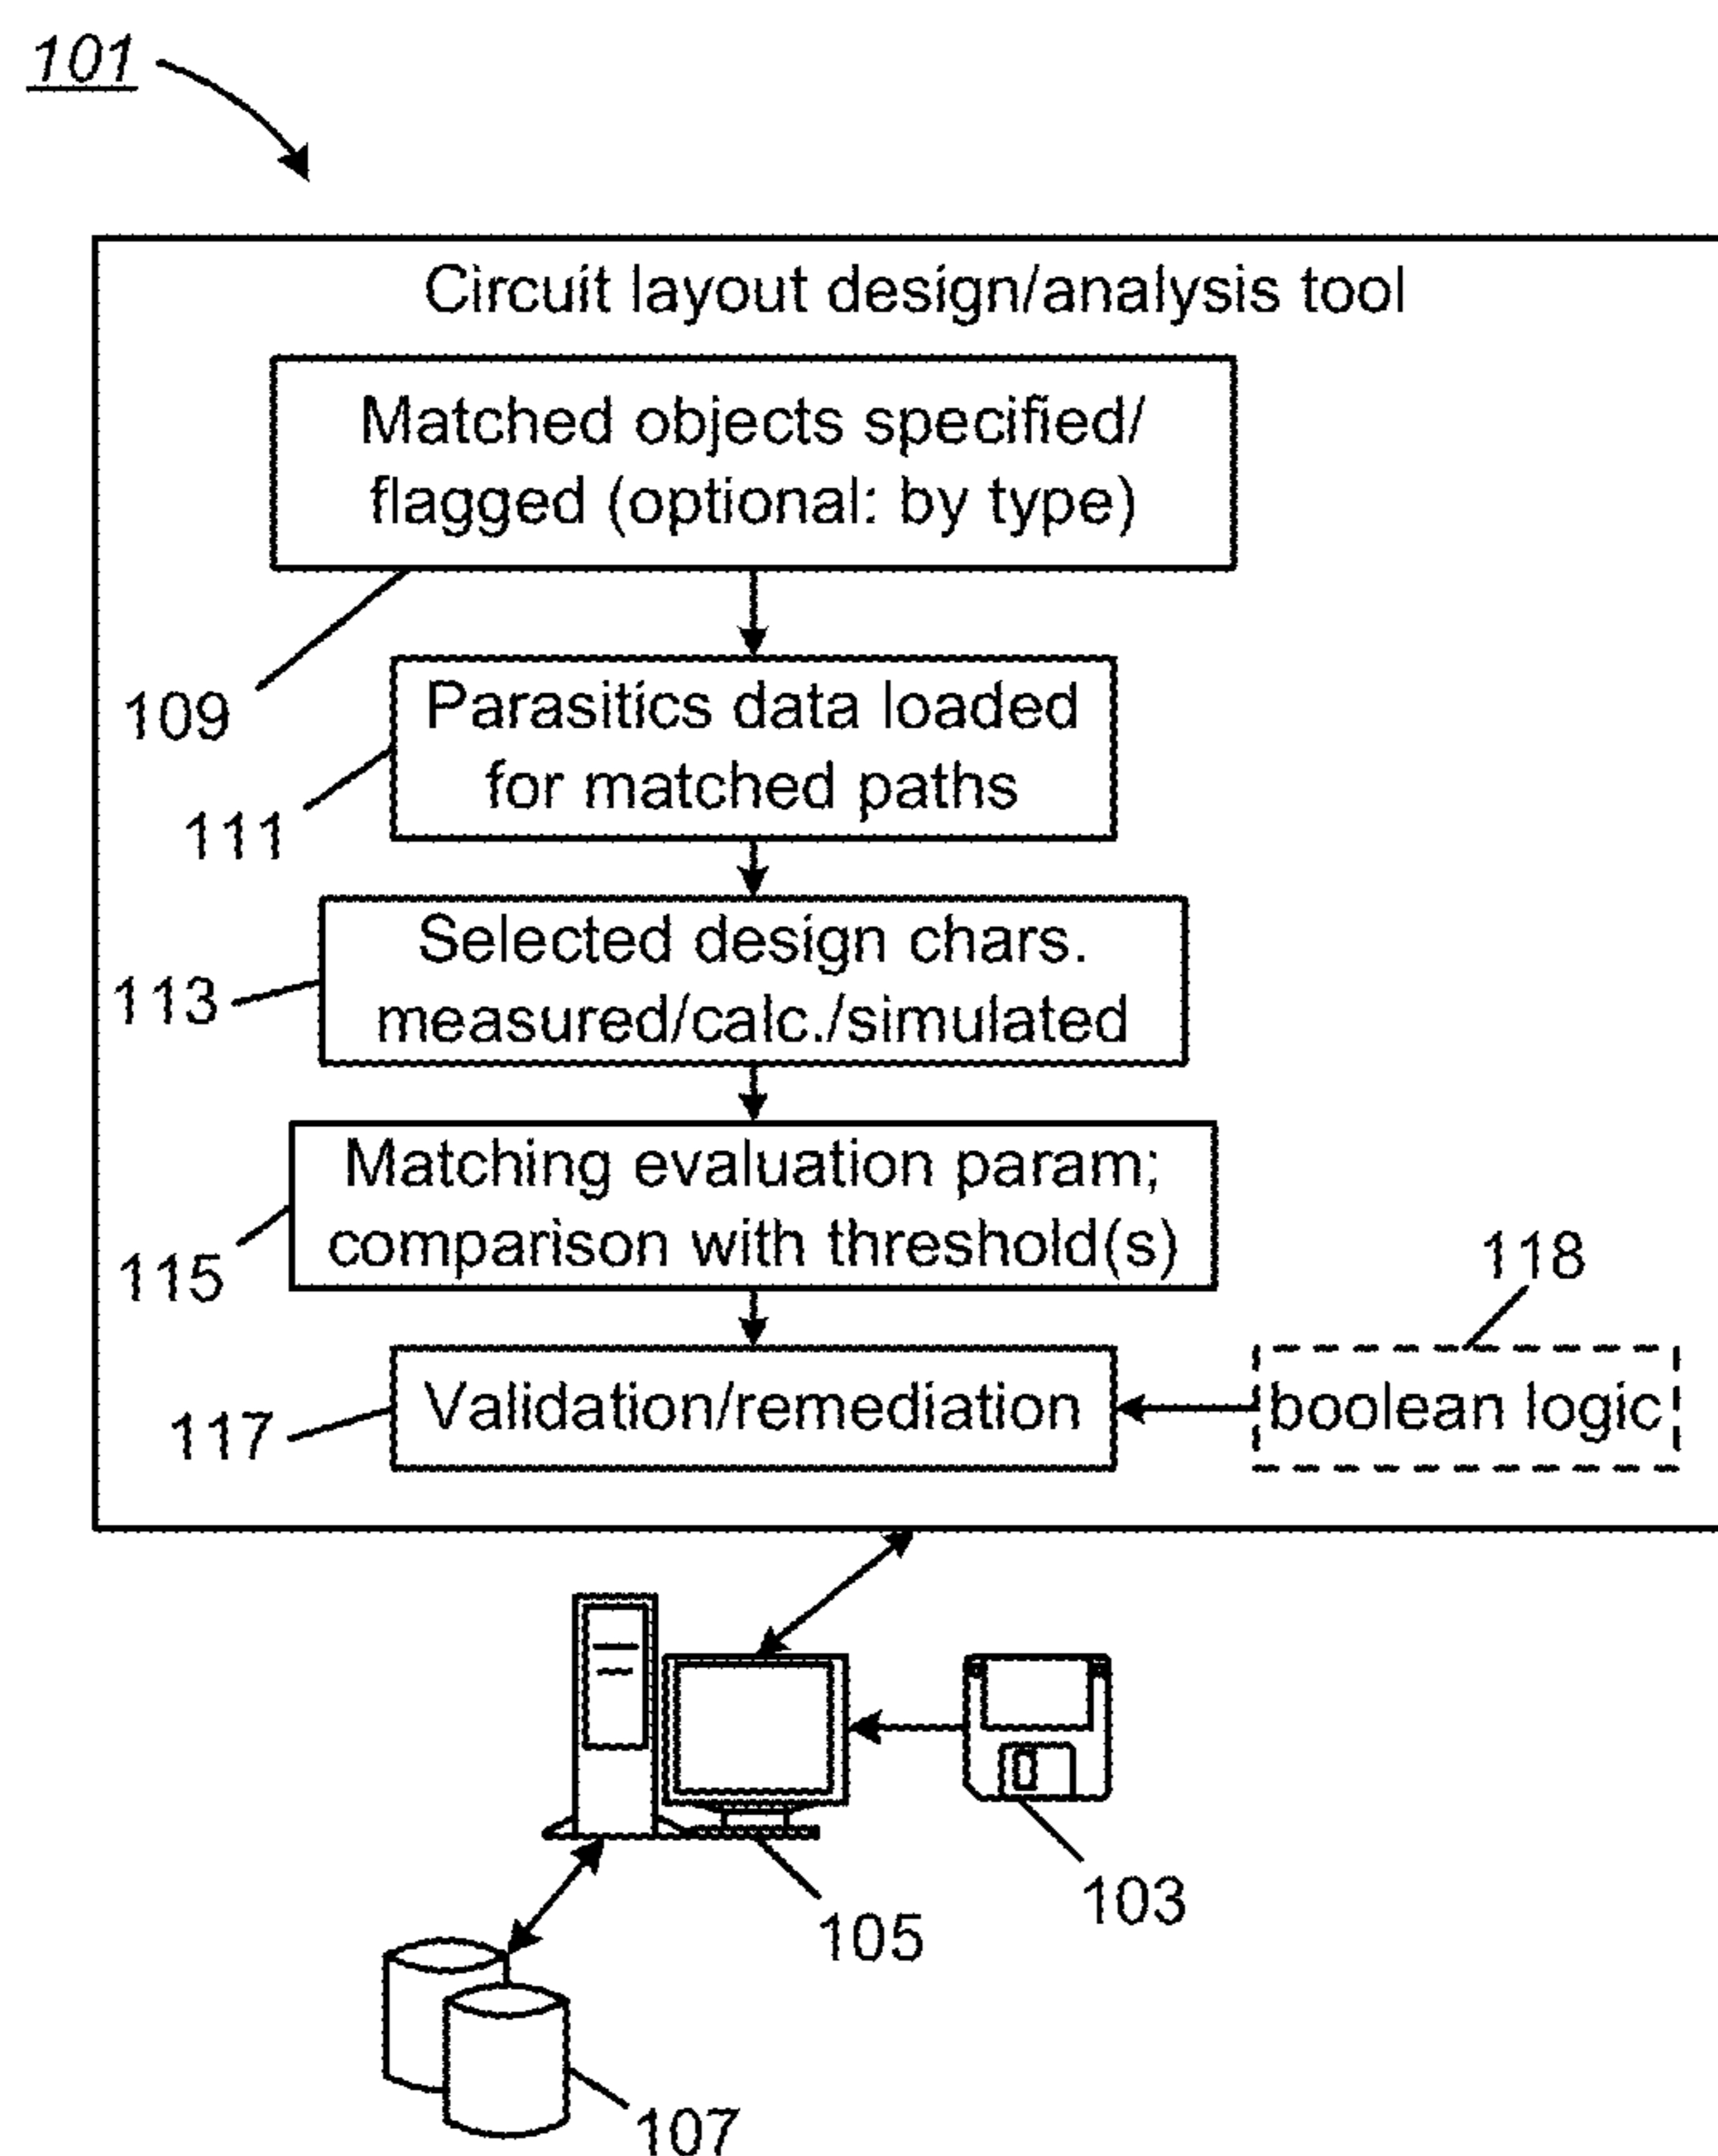 101
Circuit layout design/analysis tool
Matched objects specified/
flagged (optional: by type)
109
Parasitics data loaded
for matched paths
111
Selected design chars.
measured/calc./simulated
113
Matching evaluation param;
comparison with threshold(s)
115
118
Validation/remediation
boolean logic
117
103
105
107